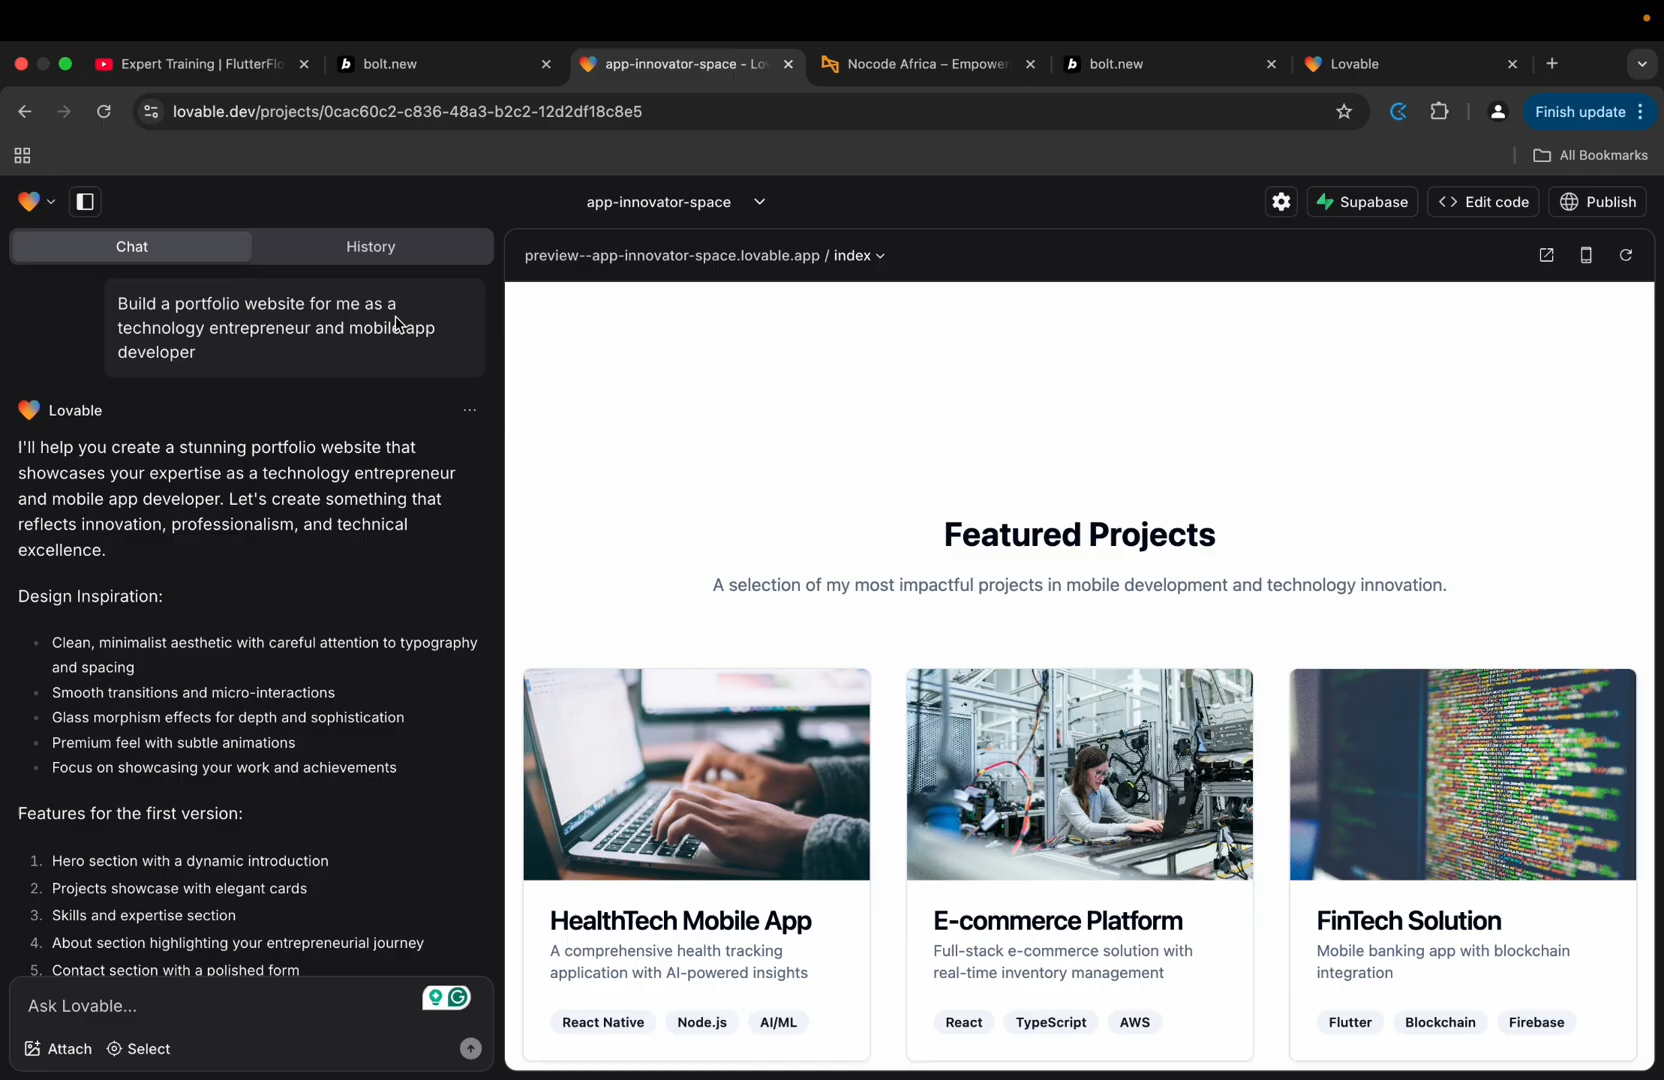 Expert Training | FlutterFlo
bolt.new
app-innovator-space - Lov
Nocode Africa – Empower
bolt.new
Lovable
lovable.dev/projects/0cac60c2-c836-48a3-b2c2-12d2df18c8e5
Finish update
All Bookmarks
app-innovator-space
Supabase
Edit code
Publish
Chat
History
preview--app-innovator-space.lovable.app / index
Build a portfolio website for me as a
technology entrepreneur and mobile app
developer
Lovable
I'll help you create a stunning portfolio website that
showcases your expertise as a technology entrepreneur
and mobile app developer. Let's create something that
reflects innovation, professionalism, and technical
excellence.
Design Inspiration:
Clean, minimalist aesthetic with careful attention to typography
and spacing
Smooth transitions and micro-interactions
Glass morphism effects for depth and sophistication
Premium feel with subtle animations
Focus on showcasing your work and achievements
Features for the first version:
1. Hero section with a dynamic introduction
2. Projects showcase with elegant cards
3. Skills and expertise section
4. About section highlighting your entrepreneurial journey
5. Contact section with a polished form
Ask Lovable...
Attach
Select
Featured Projects
A selection of my most impactful projects in mobile development and technology innovation.
HealthTech Mobile App
A comprehensive health tracking
application with AI-powered insights
React Native Node.js AI/ML
E-commerce Platform
Full-stack e-commerce solution with
real-time inventory management
React TypeScript AWS
FinTech Solution
Mobile banking app with blockchain
integration
Flutter Blockchain Firebase